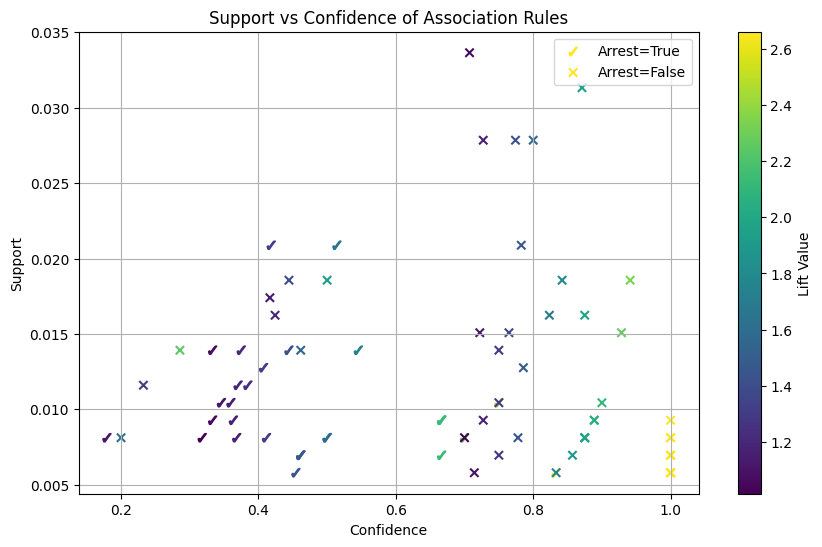 Support vs Confidence of Association Rules
Arrest=True
Arrest=False
Support
0.035
0.030
0.025
0.020
0.015
0.010
0.005
0.2 0.4 0.6 0.8 1.0
Confidence
2.6
2.4
2.2
2.0
1.8
1.6
1.4
1.2
Lift Value